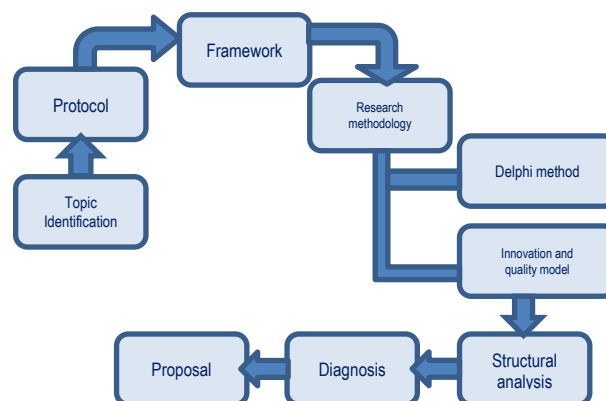 Framework
Protocol
Research
methodology
Topic
Identification
Delphi method
Innovation and
quality model
Proposal
Diagnosis
Structural
analysis